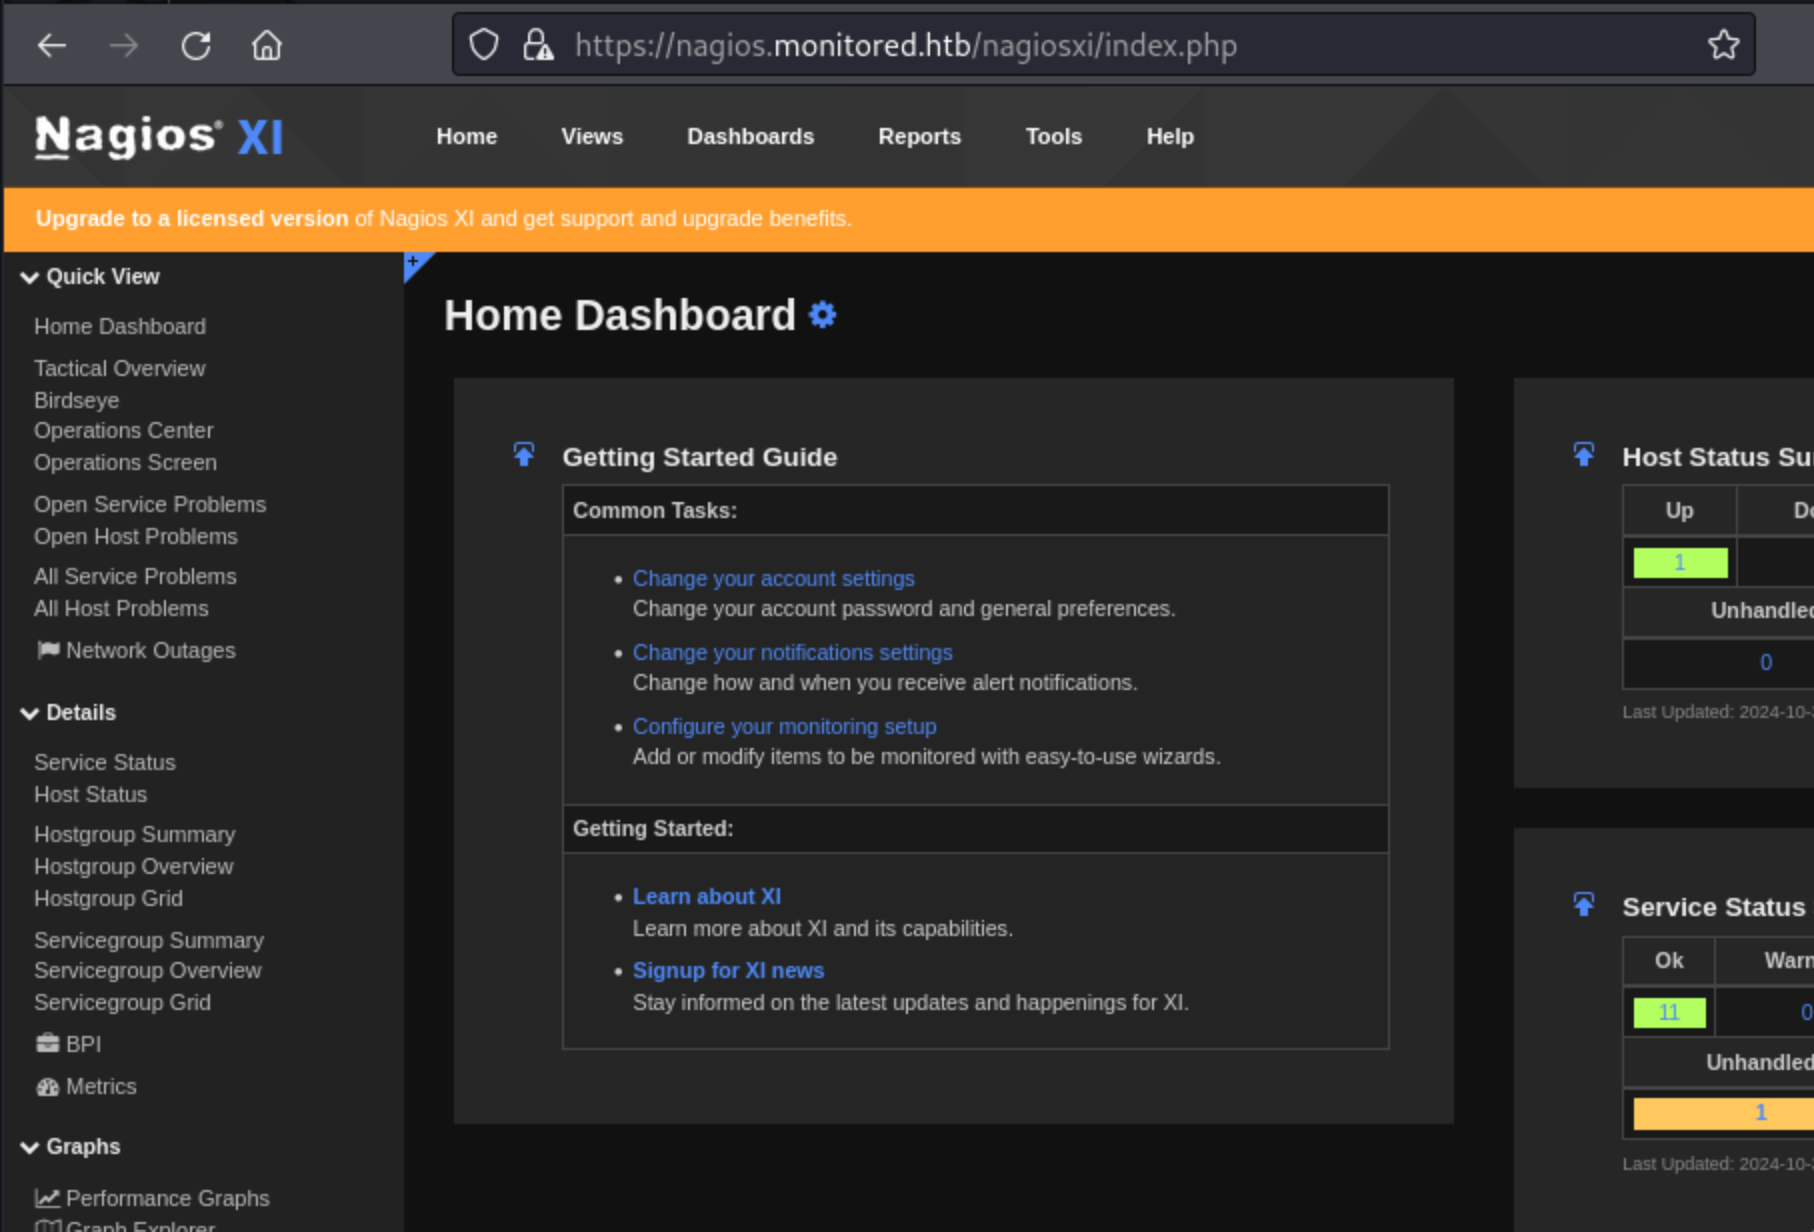 https://nagios.monitored.htb/nagiosxi/index.php
Nagios® XI
Home Views Dashboards Reports Tools Help
Upgrade to a licensed version of Nagios XI and get support and upgrade benefits.
Quick View
Home Dashboard
Tactical Overview
Birdseye
Operations Center
Operations Screen
Open Service Problems
Open Host Problems
All Service Problems
All Host Problems
Network Outages
Details
Service Status
Host Status
Hostgroup Summary
Hostgroup Overview
Hostgroup Grid
Servicegroup Summary
Servicegroup Overview
Servicegroup Grid
BPI
Metrics
Graphs
Performance Graphs
Graph Explorer
+
Home Dashboard
Getting Started Guide
Common Tasks:
• Change your account settings
Change your account password and general preferences.
• Change your notifications settings
Change how and when you receive alert notifications.
• Configure your monitoring setup
Add or modify items to be monitored with easy-to-use wizards.
Getting Started:
• Learn about XI
Learn more about XI and its capabilities.
• Signup for XI news
Stay informed on the latest updates and happenings for XI.
Host Status Su
Up Do
1
Unhandled
0
Last Updated: 2024-10-
Service Status
Ok Warn
11 0
Unhandled
1
Last Updated: 2024-10-